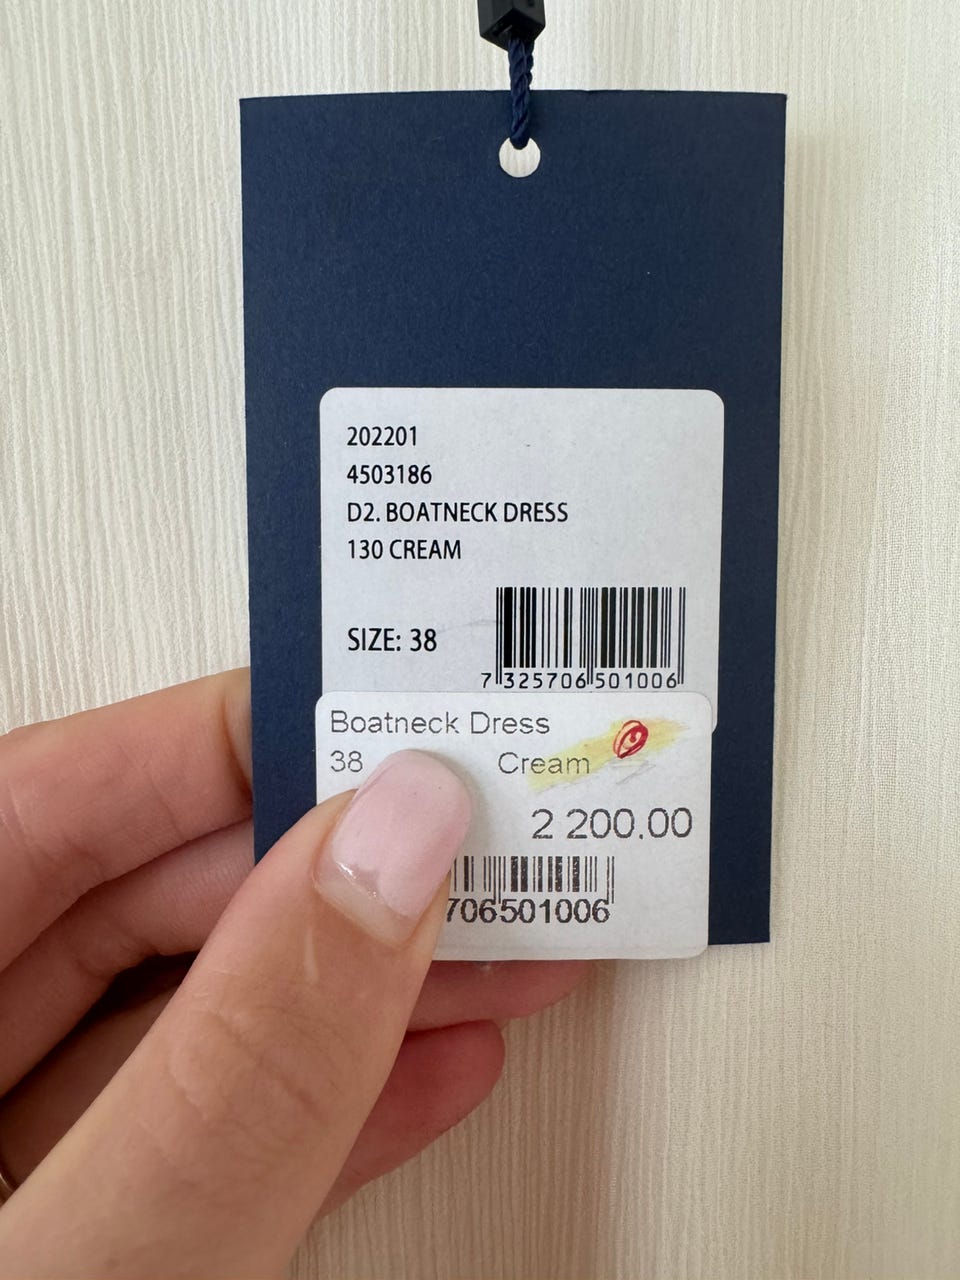 202201
4503186
D2. BOATNECK DRESS
130 CREAM
SIZE: 38
7 325706 501006
Boatneck Dress
38 Cream
2 200.00
706501006